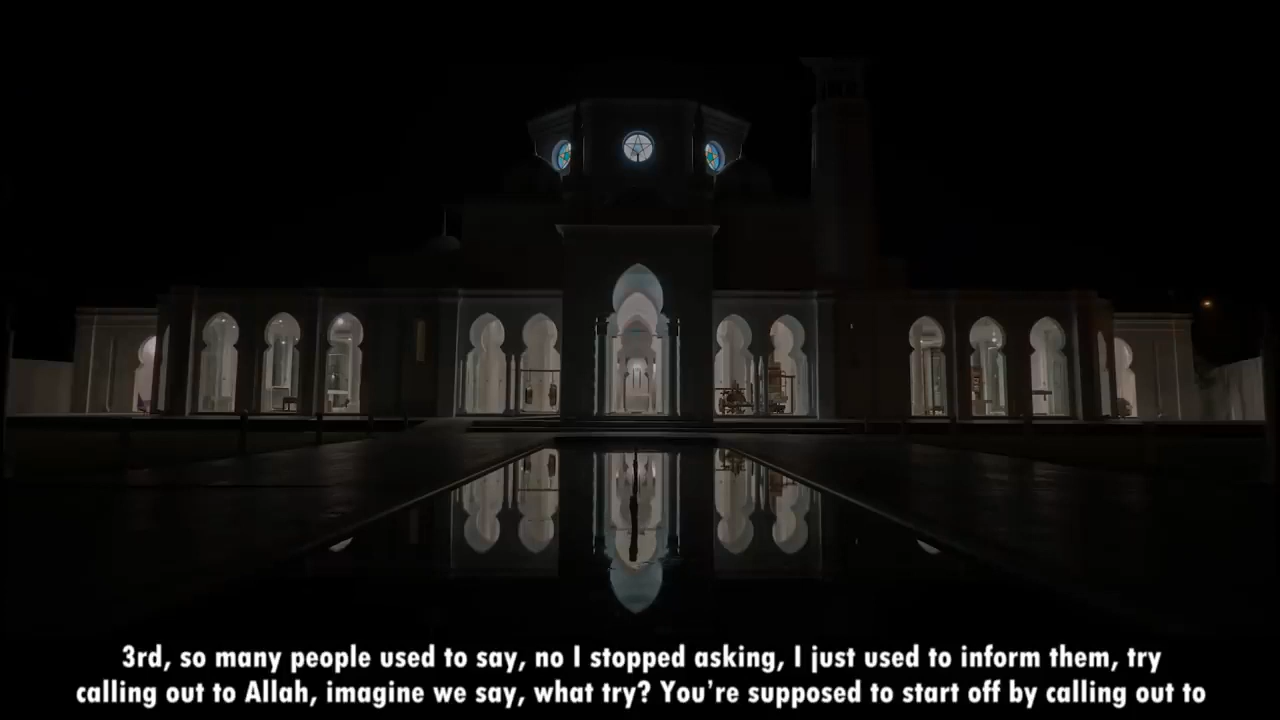 3rd, so many people used to say, no I stopped asking, I just used to inform them, try
calling out to Allah, imagine we say, what try? You're supposed to start off by calling out to